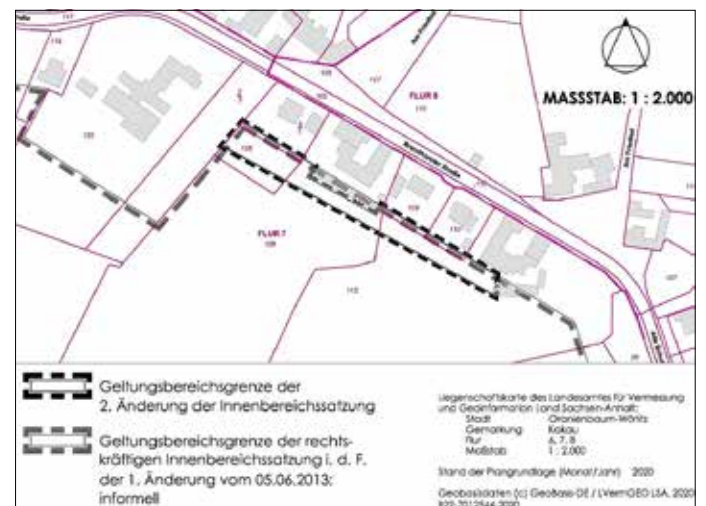 FLUR 8
MASSSTAB: 1 : 2.000
Am Friedhof
FLUR 7
Geltungsbereichsgrenze der
2. Änderung der Innenbereichssatzung
Geltungsbereichsgrenze der rechts-
kräftigen Innenbereichssatzung i. d. F.
der 1. Änderung vom 05.06.2013;
informell
Liegenschaftskarte des Landesamtes für Vermessung
und Geoinformation Land Sachsen-Anhalt:
Stadt Oranienbaum-Wörlitz
Gemarkung Kakau
Flur 6, 7, 8
Maßstab 1 : 2.000
Stand der Plangrundlage (Monat/Jahr) 2020
Geobasisdaten (c) GeoBasis-DE / LVermGEO LSA, 2020